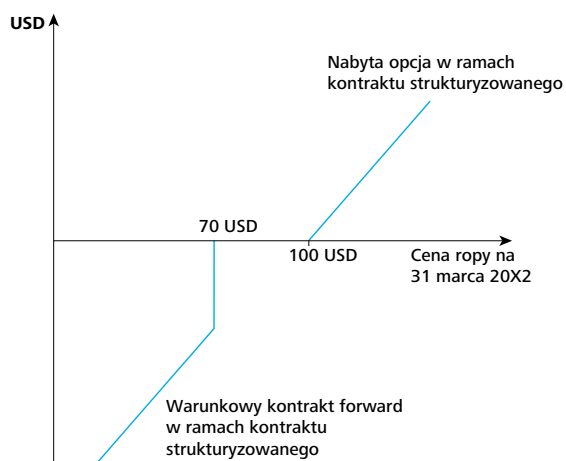 USD
Nabyta opcja w ramach
kontraktu strukturyzowanego
70 USD
100 USD
Cena ropy na
31 marca 20X2
Warunkowy kontrakt forward
w ramach kontraktu
strukturyzowanego